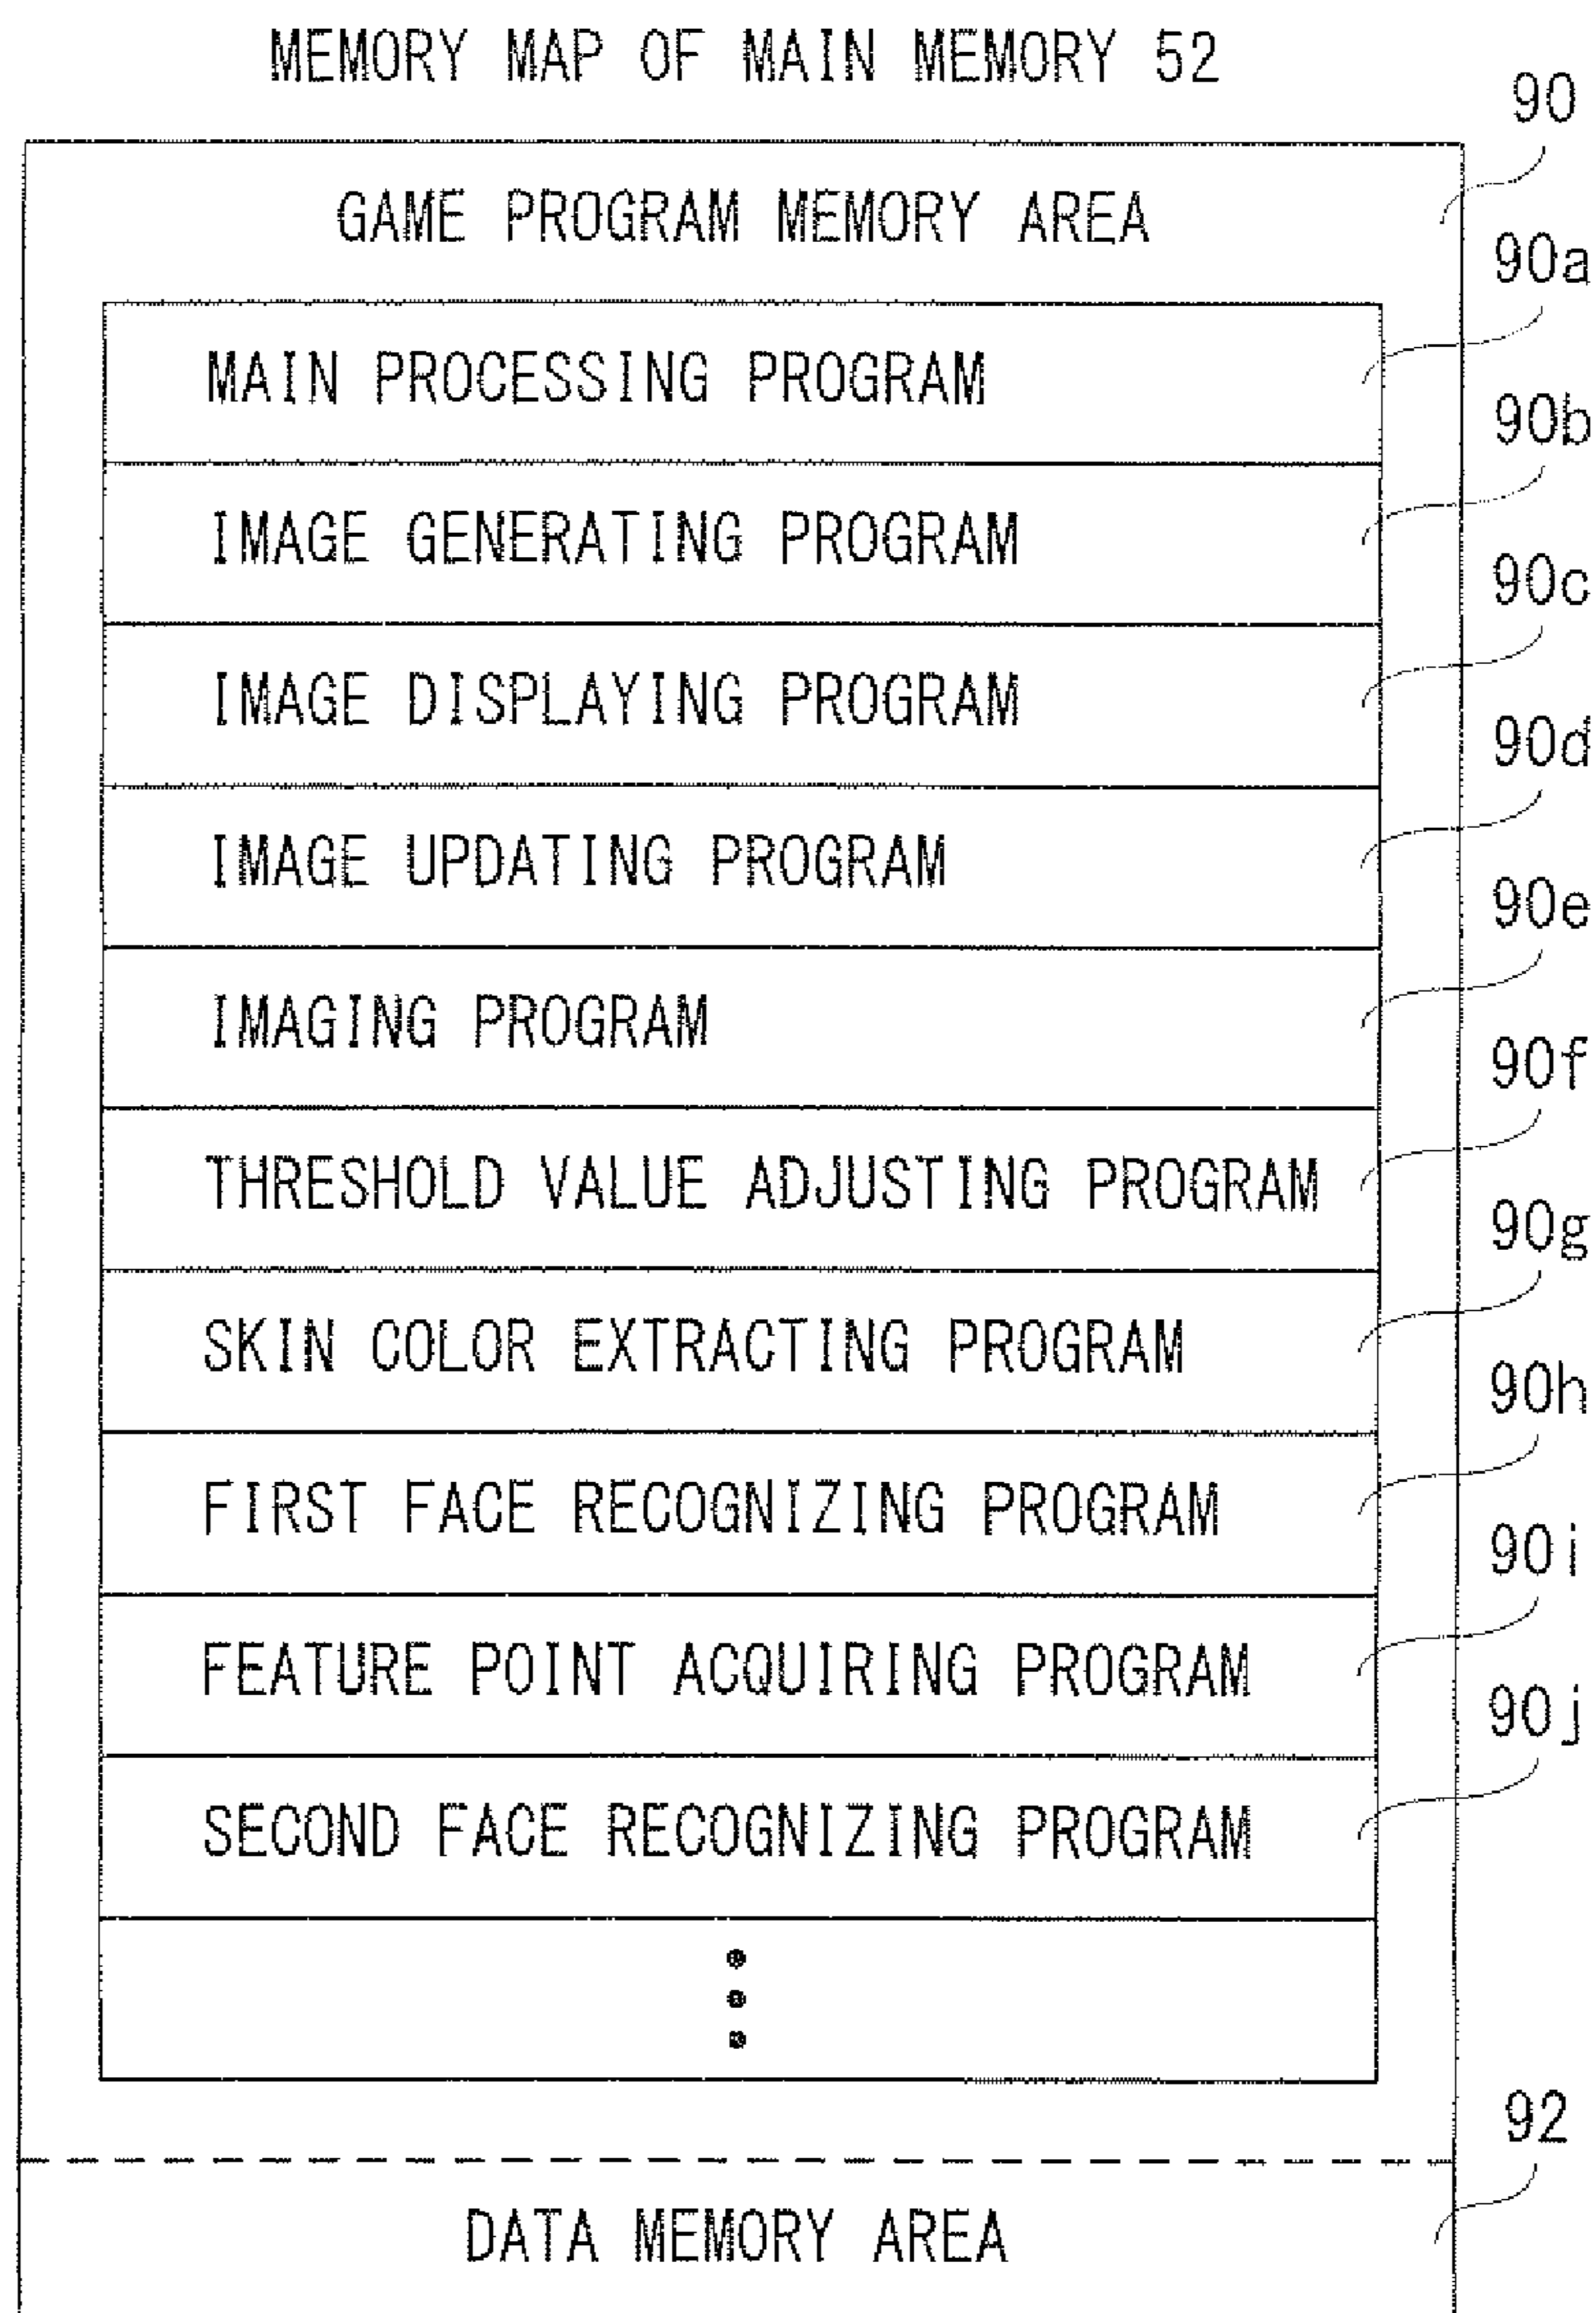 MEMORY MAP OF MAIN MEMORY 52
90
GAME PROGRAM MEMORY AREA
90a
MAIN PROCESSING PROGRAM
90b
IMAGE GENERATING PROGRAM
90c
IMAGE DISPLAYING PROGRAM
90d
IMAGE UPDATING PROGRAM
90e
IMAGING PROGRAM
90f
THRESHOLD VALUE ADJUSTING PROGRAM
90g
SKIN COLOR EXTRACTING PROGRAM
90h
FIRST FACE RECOGNIZING PROGRAM
90i
FEATURE POINT ACQUIRING PROGRAM
90j
SECOND FACE RECOGNIZING PROGRAM
92
DATA MEMORY AREA